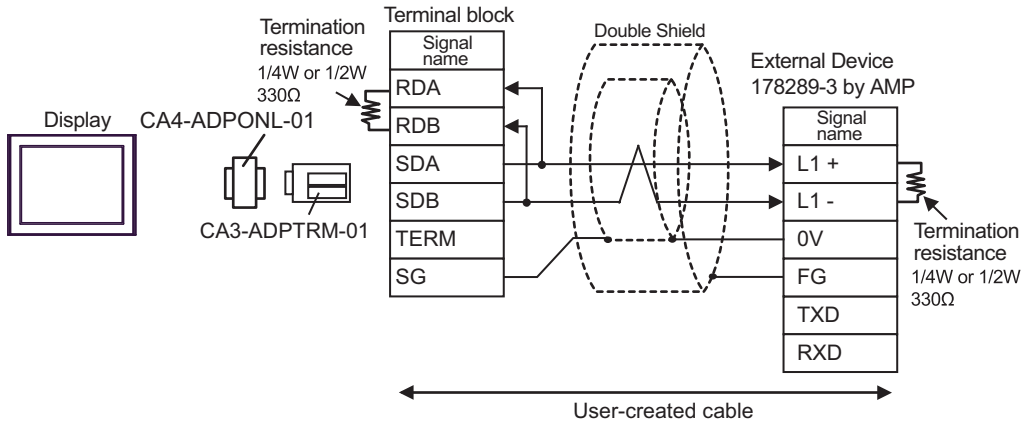 Terminal block
Termination
resistance
1/4W or 1/2W
330Ω
Double Shield
External Device
178289-3 by AMP
Display
CA4-ADPONL-01
CA3-ADPTRM-01
Signal
name
RDA
RDB
SDA
SDB
TERM
SG
Signal
name
L1 +
L1 -
0V
FG
TXD
RXD
Termination
resistance
1/4W or 1/2W
330Ω
User-created cable